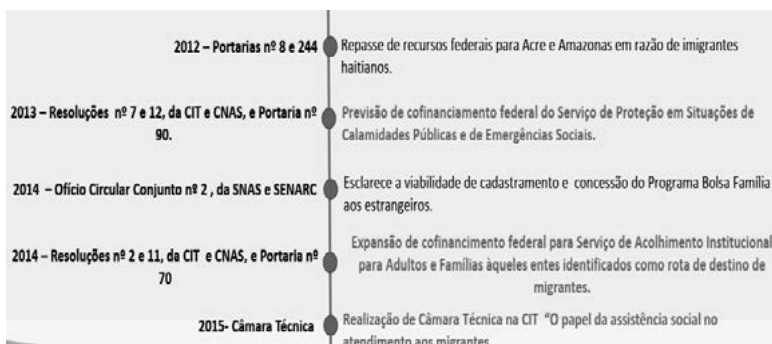 2012 – Portarias nº 8 e 244
Repasse de recursos federais para Acre e Amazonas em razão de imigrantes
haitianos.
2013 – Resoluções nº 7 e 12, da CIT e CNAS, e Portaria nº
90.
Previsão de cofinanciamento federal do Serviço de Proteção em Situações de
Calamidades Públicas e de Emergências Sociais.
2014 – Ofício Circular Conjunto nº 2 , da SNAS e SENARC
Esclarece a viabilidade de cadastramento e concessão do Programa Bolsa Família
aos estrangeiros.
2014 – Resoluções nº 2 e 11, da CIT e CNAS, e Portaria nº
70
Expansão de cofinancimento federal para Serviço de Acolhimento Institucional
para Adultos e Famílias àqueles entes identificados como rota de destino de
migrantes.
2015- Câmara Técnica
Realização de Câmara Técnica na CIT “O papel da assistência social no
atendimento aos migrantes